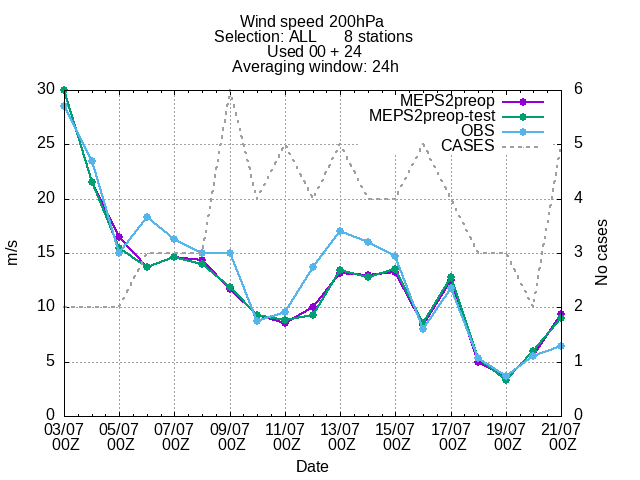 Wind speed 200hPa
Selection: ALL 8 stations
Used 00 + 24
Averaging window: 24h
MEPS2preop
MEPS2preop-test
OBS
CASES
30
25
20
15
10
5
0
m/s
6
5
4
3
2
1
0
No cases
03/07 05/07 07/07 09/07 11/07 13/07 15/07 17/07 19/07 21/07
00Z 00Z 00Z 00Z 00Z 00Z 00Z 00Z 00Z 00Z
Date